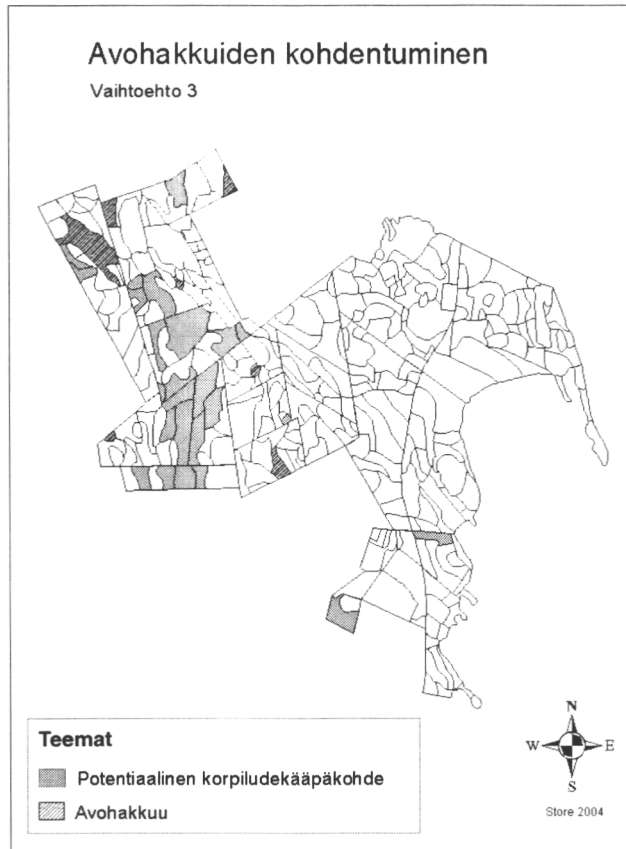 Avohakkuiden kohdentuminen
Vaihtoehto 3
N
W E
S
Store 2004
Teemat
Potentiaalinen korpiludekääpäkohde
Avohakkuu